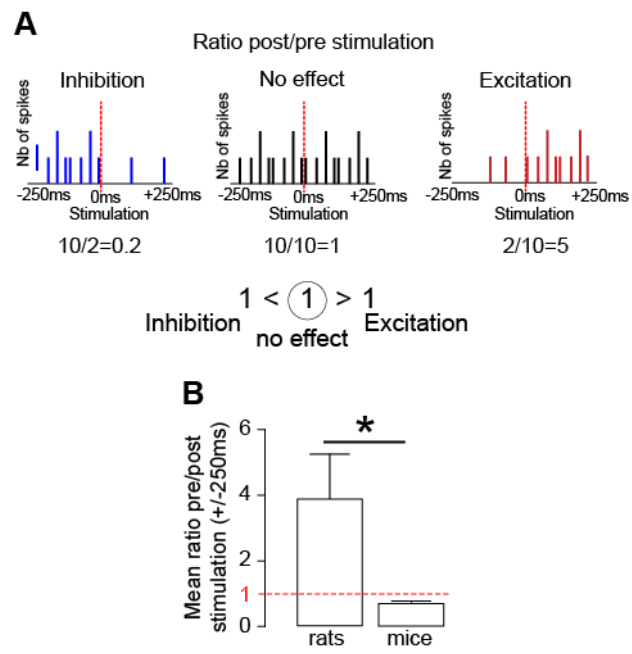 A
Ratio post/pre stimulation
Inhibition
No effect
Excitation
Nb of spikes
Nb of spikes
Nb of spikes
-250ms 0ms +250ms
-250ms 0ms +250ms
-250ms 0ms +250ms
Stimulation
Stimulation
Stimulation
10/2=0.2
10/10=1
2/10=5
1 < 1 > 1
Inhibition
no effect
Excitation
B
*
Mean ratio pre/post
stimulation (+/-250ms)
6
4
2
1
0
rats
mice